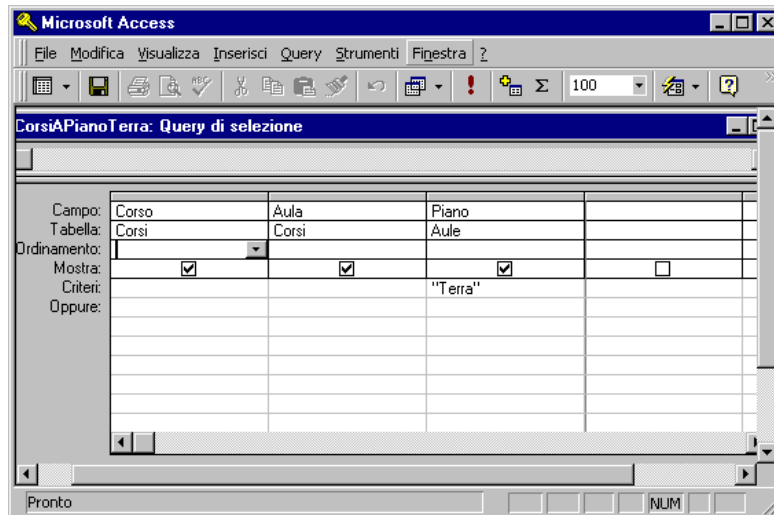 Microsoft Access
File Modifica Visualizza Inserisci Query Strumenti Finestra ?
ABC Σ 100 ?
CorsiAPianoTerra: Query di selezione
Campo: Corso Aula Piano
Tabella: Corsi Corsi Aule
Ordinamento:
Mostra:
Criteri: "Terra"
Oppure:
Pronto NUM